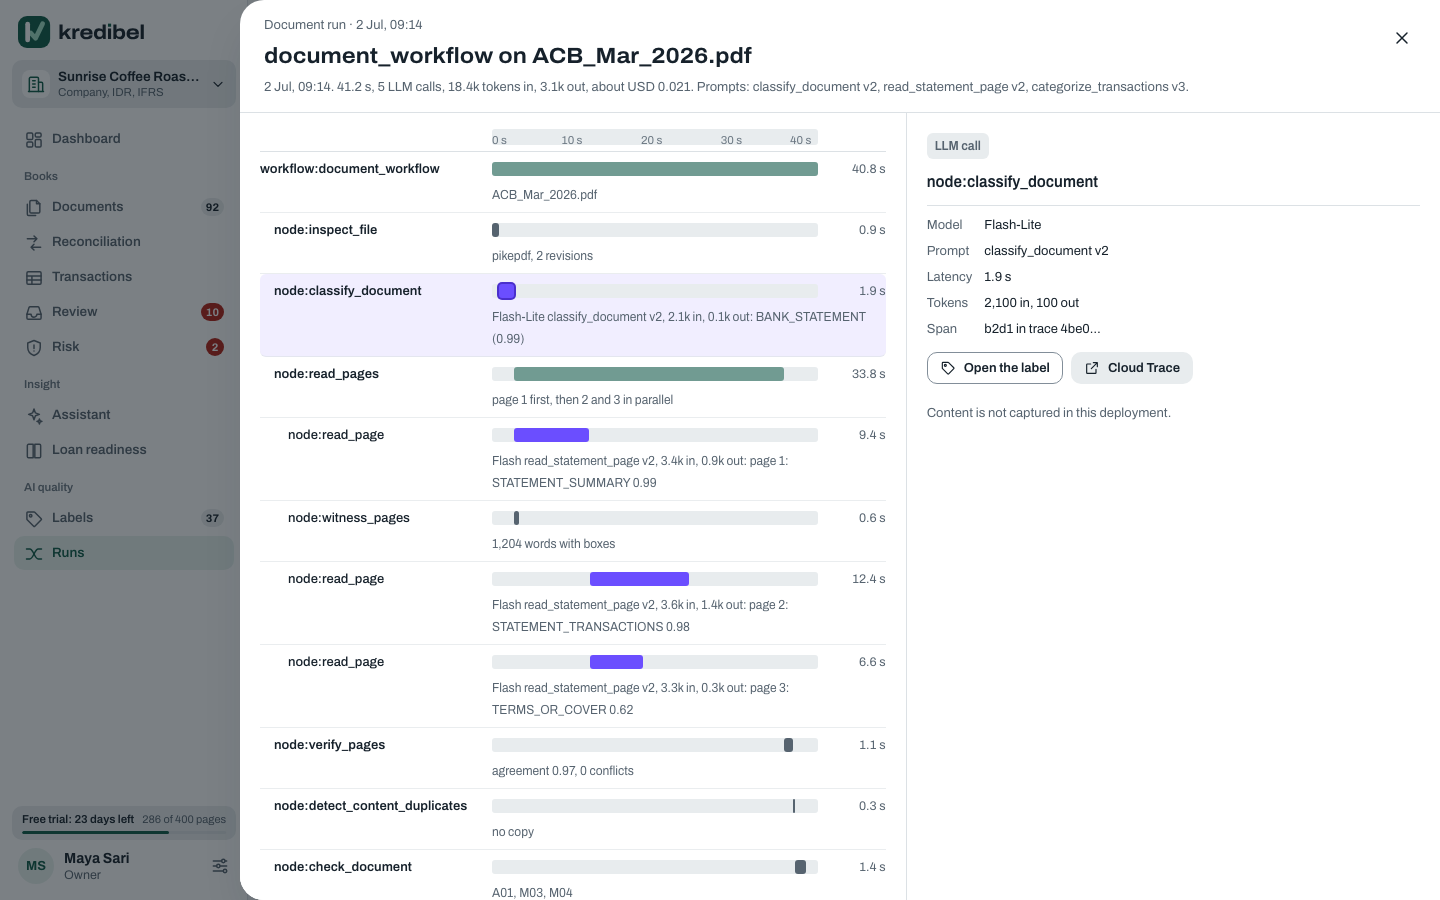 kredibel
Sunrise Coffee Roas...
Company, IDR, IFRS
Dashboard
Books
Documents 92
Reconciliation
Transactions
Review 10
Risk 2
Insight
Assistant
Loan readiness
AI quality
Labels 37
Runs
Free trial: 23 days left 286 of 400 pages
MS
Maya Sari
Owner
Document run · 2 Jul, 09:14
document_workflow on ACB_Mar_2026.pdf
2 Jul, 09:14. 41.2 s, 5 LLM calls, 18.4k tokens in, 3.1k out, about USD 0.021. Prompts: classify_document v2, read_statement_page v2, categorize_transactions v3.
0 s 10 s 20 s 30 s 40 s
workflow:document_workflow 40.8 s
ACB_Mar_2026.pdf
node:inspect_file 0.9 s
pikepdf, 2 revisions
node:classify_document 1.9 s
Flash-Lite classify_document v2, 2.1k in, 0.1k out: BANK_STATEMENT
(0.99)
node:read_pages 33.8 s
page 1 first, then 2 and 3 in parallel
node:read_page 9.4 s
Flash read_statement_page v2, 3.4k in, 0.9k out: page 1:
STATEMENT_SUMMARY 0.99
node:witness_pages 0.6 s
1,204 words with boxes
node:read_page 12.4 s
Flash read_statement_page v2, 3.6k in, 1.4k out: page 2:
STATEMENT_TRANSACTIONS 0.98
node:read_page 6.6 s
Flash read_statement_page v2, 3.3k in, 0.3k out: page 3:
TERMS_OR_COVER 0.62
node:verify_pages 1.1 s
agreement 0.97, 0 conflicts
node:detect_content_duplicates 0.3 s
no copy
node:check_document 1.4 s
A01, M03, M04
LLM call
node:classify_document
Model Flash-Lite
Prompt classify_document v2
Latency 1.9 s
Tokens 2,100 in, 100 out
Span b2d1 in trace 4be0...
Open the label Cloud Trace
Content is not captured in this deployment.